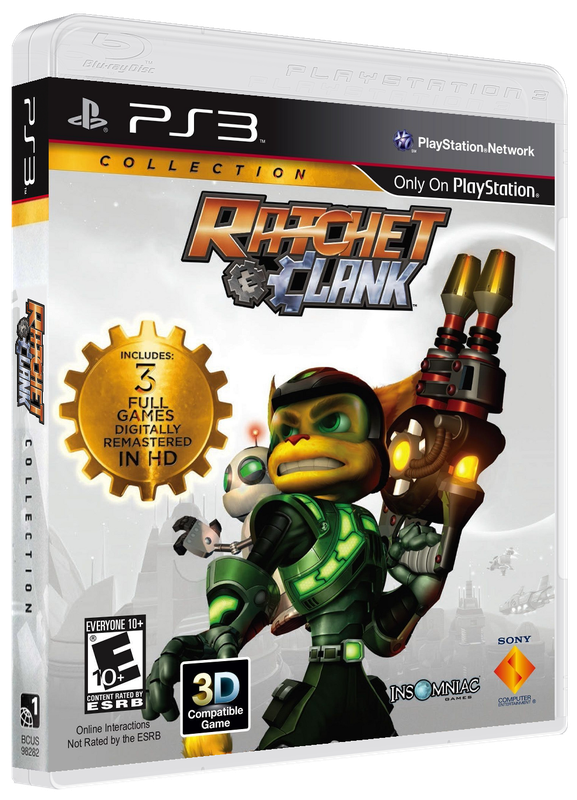 Blu-ray Disc
PLAYSTATION 3
PS3
PlayStation®Network
COLLECTION
Only On PlayStation®
RATCHET
& CLANK™
INCLUDES:
3
FULL
GAMES
DIGITALLY
REMASTERED
IN HD
EVERYONE 10+
E
10+
CONTENT RATED BY
ESRB
Online Interactions
Not Rated by the ESRB
3D
Compatible
Game
INSOMNIAC
GAMES
SONY
COMPUTER
ENTERTAINMENT®
PS3
RATCHET
& CLANK
COLLECTION
1
BCUS
98282